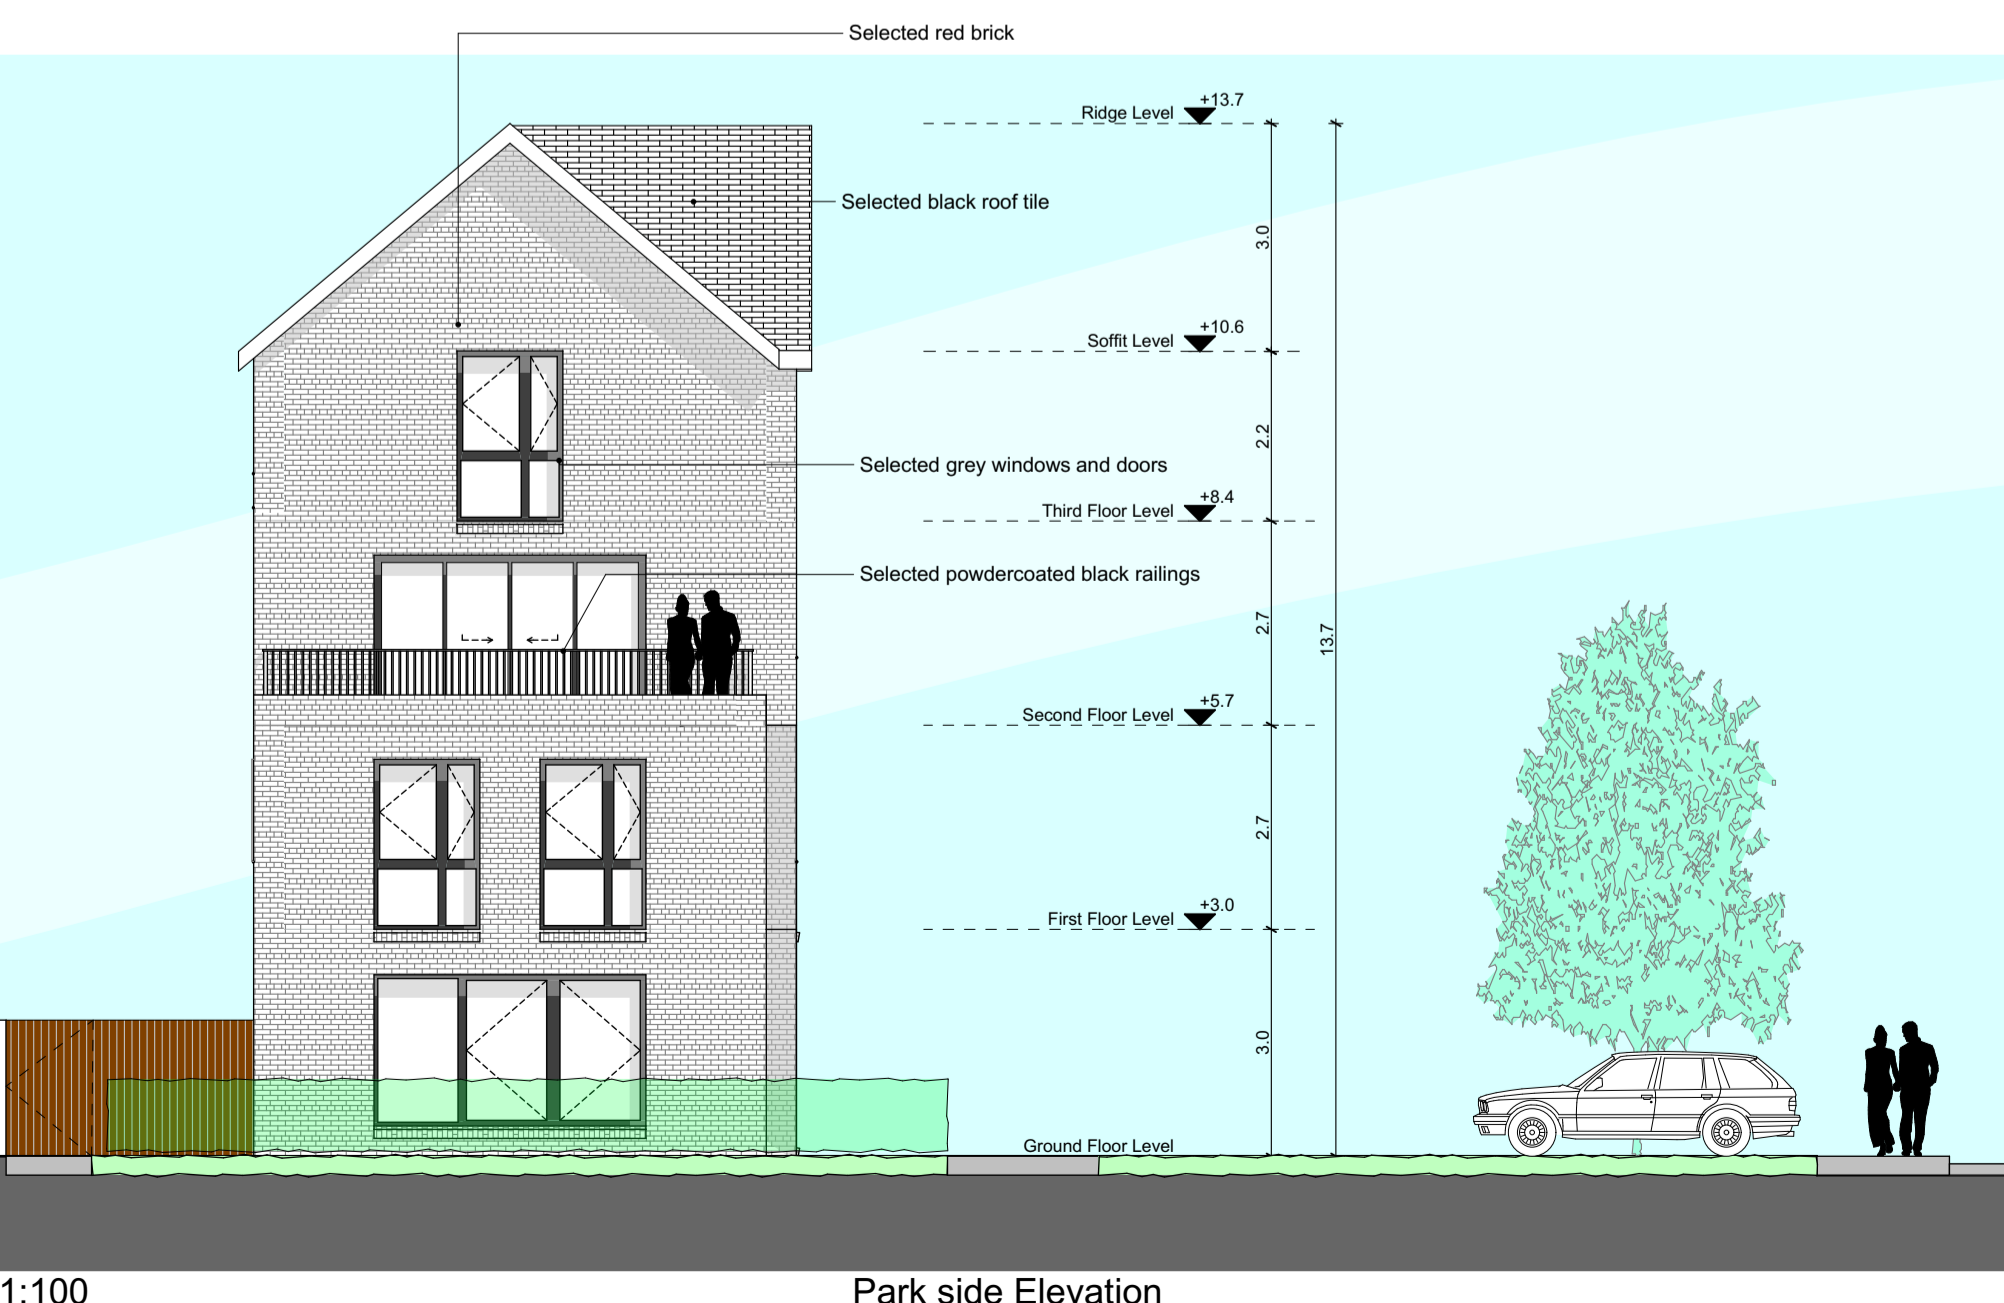 Selected red brick
+13.7
Ridge Level
Selected black roof tile
3.0
+10.6
Soffit Level
2.2
Selected grey windows and doors
+8.4
Third Floor Level
Selected powdercoated black railings
2.7
13.7
+5.7
Second Floor Level
2.7
+3.0
First Floor Level
3.0
Ground Floor Level
1:100
Park side Elevation